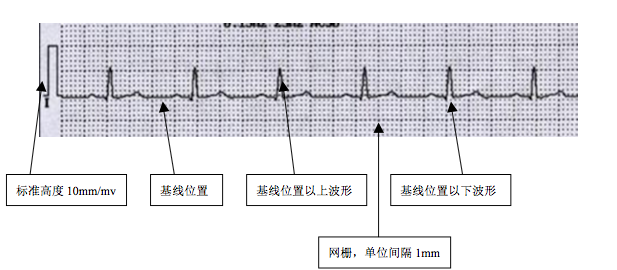 I
标准高度 10mm/mv
基线位置
基线位置以上波形
基线位置以下波形
网栅，单位间隔 1mm